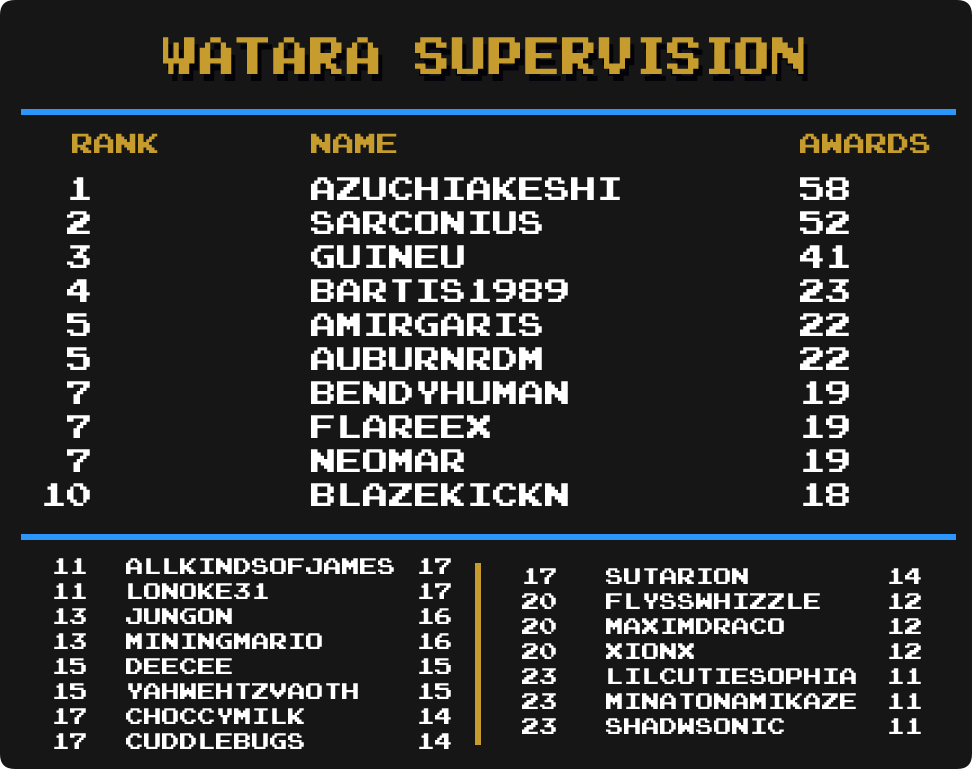 WATARA SUPERVISION
RANK NAME AWARDS
1 AZUCHIAKESHI 58
2 SARCONIUS 52
3 GUINEU 41
4 BARTIS1989 23
5 AMIRGARIS 22
5 AUBURNRDM 22
7 BENDYHUMAN 19
7 FLAREEX 19
7 NEOMAR 19
10 BLAZEKICKN 18
11 ALLKINDSOFJAMES 17
11 LONOKE31 17
13 JUNGON 16
13 MININGMARIO 16
15 DEECEE 15
15 YAHWEHTZVAOTH 15
17 CHOCCYMILK 14
17 CUDDLEBUGS 14
17 SUTARION 14
20 FLYSSWHIZZLE 12
20 MAXIMDRACO 12
20 XIONX 12
23 LILCUTIESOPHIA 11
23 MINATONAMIKAZE 11
23 SHADWSONIC 11